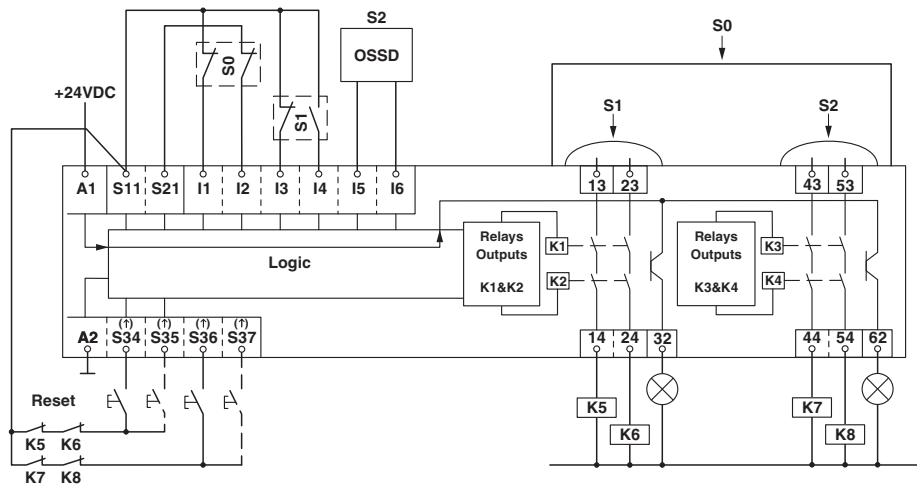 S2
S0
OSSD
S0
+24VDC
S1
S1
S2
A1 S11 S21 I1 I2 I3 I4 I5 I6
13 23
43 53
Relays
Outputs
K1&K2
K1
K2
Relays
Outputs
K3&K4
K3
K4
Logic
(↑) (↑) (↑) (↑)
A2 S34 S35 S36 S37
14 24 32
44 54 62
Reset
K5
K7
K6
K8
K5 K6
K7 K8